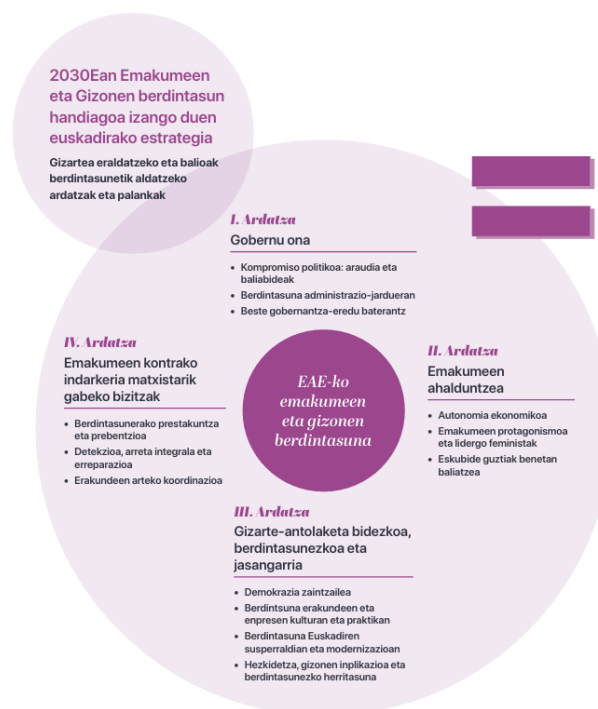 2030Ean Emakumeen
eta Gizonen berdintasun
handiagoa izango duen
euskadirako estrategia
Gizartea eraldatzeko eta balioak
berdintasunetik aldatzeko
ardatzak eta palankak
I. Ardatza
Gobernu ona
• Kompromiso politikoa: araudia eta
baliabideak
• Berdintasuna administrazio-jardueran
• Beste gobernantza-eredu baterantz
II. Ardatza
Emakumeen
ahalduntzea
• Autonomia ekonomikoa
• Emakumeen protagonismoa
eta lidergo feministak
• Eskubide guztiak benetan
baliatzea
IV. Ardatza
Emakumeen kontrako
indarkeria matxistarik
gabeko bizitzak
• Berdintasunerako prestakuntza
eta prebentzioa
• Detekzioa, arreta integrala eta
erreparazioa
• Erakundeen arteko koordinazioa
EAE-ko
emakumeen
eta gizonen
berdintasuna
III. Ardatza
Gizarte-antolaketa bidezkoa,
berdintasunezkoa eta
jasangarria
• Demokrazia zaintzailea
• Berdintsuna erakundeen eta
enpresen kulturan eta praktikan
• Berdintasuna Euskadiren
susperraldian eta modernizazioan
• Hezkidetza, gizonen inplikazioa eta
berdintasunezko herritasuna